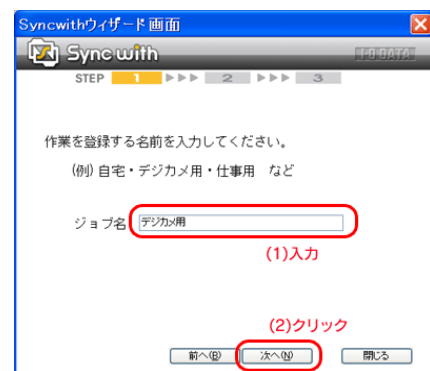 Syncwithウィザード画面
Sync with
I-O DATA
STEP 1 ▶▶▶ 2 ▶▶▶ 3
作業を登録する名前を入力してください。
(例) 自宅・デジカメ用・仕事用 など
ジョブ名 デジカメ用
(1)入力
(2)クリック
前へ(B) 次へ(N) 閉じる